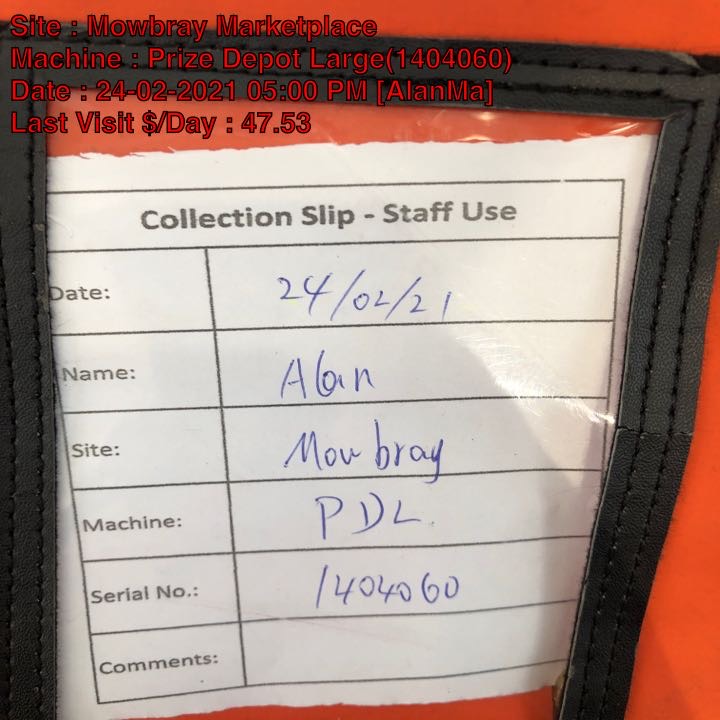 Site : Mowbray Marketplace
Machine : Prize Depot Large(1404060)
Date : 24-02-2021 05:00 PM [AlanMa]
Last Visit $/Day : 47.53
Collection Slip - Staff Use
Date: 24/02/21
Name: Alan
Site: Mowbray
Machine: PDL
Serial No.: 1404060
Comments: